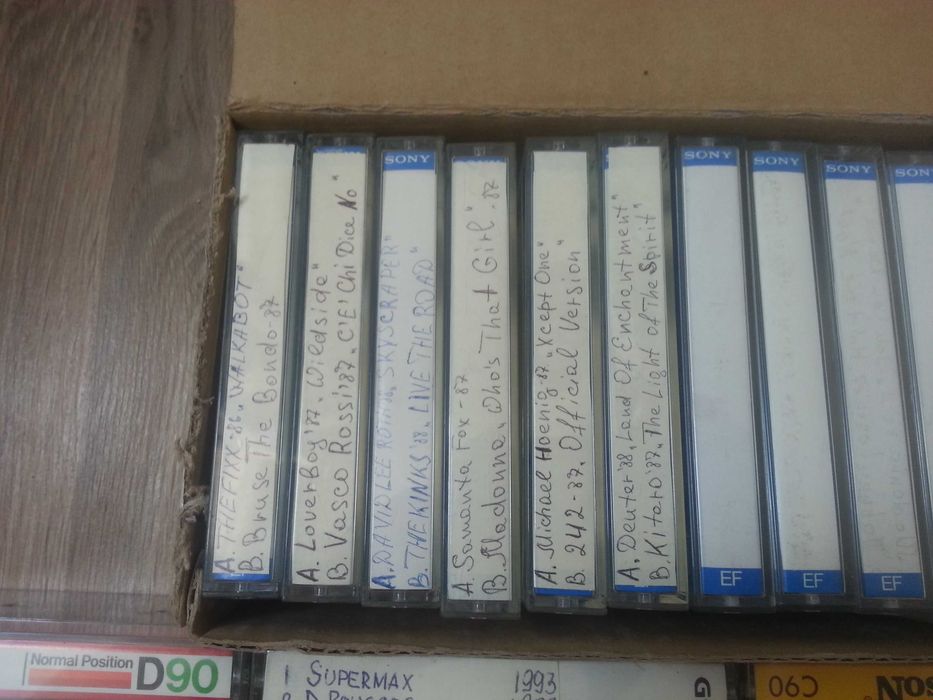 A. THE FIXX-86 „WALKABOT"
B. Bruse The Bondo-87
A. LoverBoy '87 „Wildside"
B. Vasco Rossi '87 „C'E' Chi Dice No"
SONY
A. DAVID LEE ROTH 88 „SKYSCRAPER"
B. THE KINKS '88 „LIVE THE ROAD"
A. Samanta Fox-87
B. Madonna „Who's That Girl"-87
A. Michael Hoenig-87 „Xcept One"
B. 242-87 „Official Version"
A. Deuter '88 „Land Of Enchantment"
B. Kitaro '87 „The Light of The Spirit"
SONY
EF
SONY
EF
SONY
EF
SONY
Normal Position D90
1 SUPERMAX 1993
G
C90